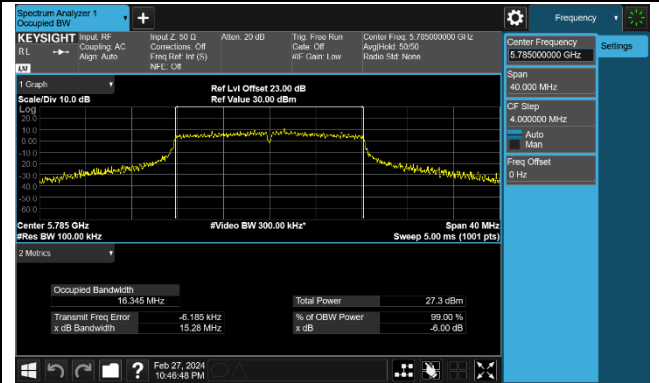 Spectrum Analyzer 1
Occupied BW
+
Frequency
KEYSIGHT
RL
Input: RF
Coupling: AC
Align: Auto
Input Z: 50 Ω
Corrections: Off
Freq Ref: Int (S)
NFE: Off
Atten: 20 dB
Trig: Free Run
Gate: Off
#IF Gain: Low
Center Freq: 5.785000000 GHz
Avg|Hold: 50/50
Radio Std: None
LXI
Center Frequency
5.785000000 GHz
Settings
Span
40.000 MHz
CF Step
4.000000 MHz
Auto
Man
Freq Offset
0 Hz
1 Graph
Scale/Div 10.0 dB
Ref Lvl Offset 23.00 dB
Ref Value 30.00 dBm
Log
20.0
10.0
0.00
-10.0
-20.0
-30.0
-40.0
-50.0
-60.0
Center 5.785 GHz
#Res BW 100.00 kHz
#Video BW 300.00 kHz*
Span 40 MHz
Sweep 5.00 ms (1001 pts)
2 Metrics
Occupied Bandwidth
16.345 MHz
Transmit Freq Error -6.185 kHz
x dB Bandwidth 15.28 MHz
Total Power 27.3 dBm
% of OBW Power 99.00 %
x dB -6.00 dB
?
Feb 27, 2024
10:46:48 PM